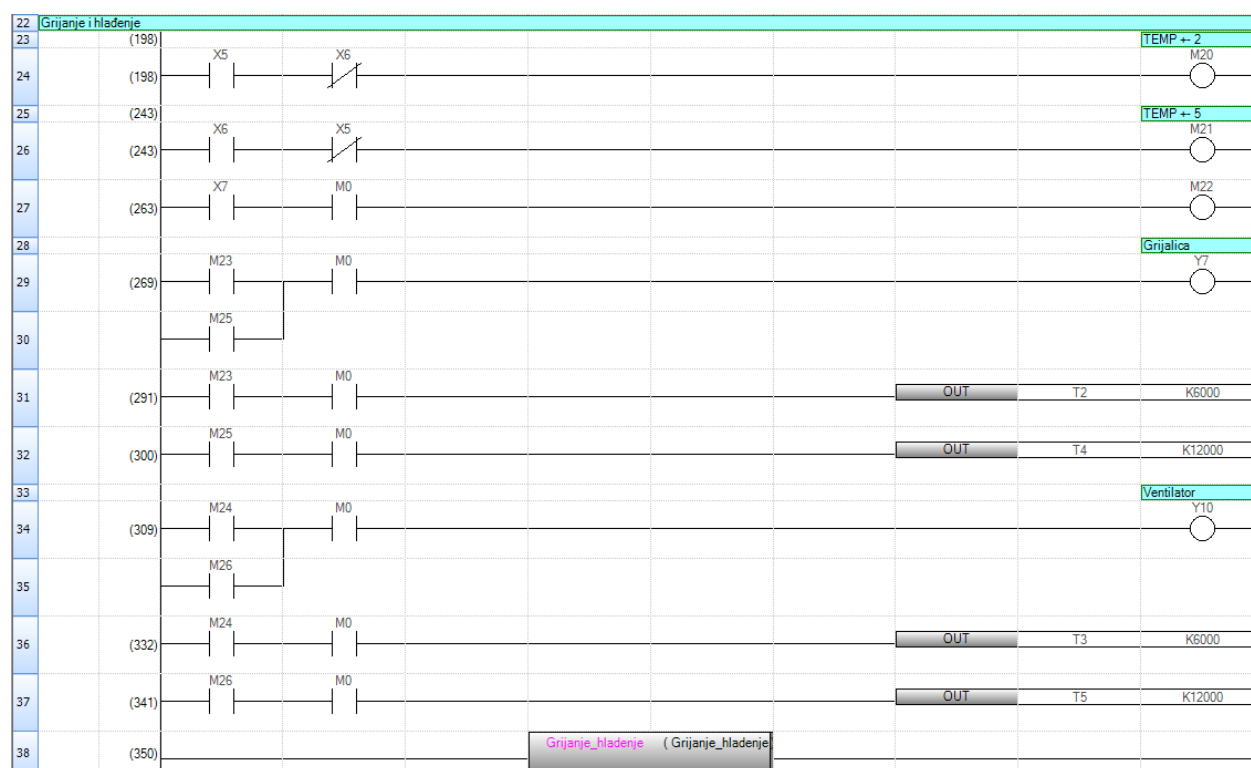 22 Grijanje i hlađenje
23 (198) TEMP +- 2
X5 X6 M20
24 (198)
25 (243) TEMP +- 5
X6 X5 M21
26 (243)
X7 M0 M22
27 (263)
28 Grijalica
M23 M0 Y7
29 (269)
M25
30
M23 M0
31 (291) OUT T2 K6000
M25 M0
32 (300) OUT T4 K12000
33 Ventilator
M24 M0 Y10
34 (309)
M26
35
M24 M0
36 (332) OUT T3 K6000
M26 M0
37 (341) OUT T5 K12000
Grijanje_hladenje ( Grijanje_hladenje
38 (350)